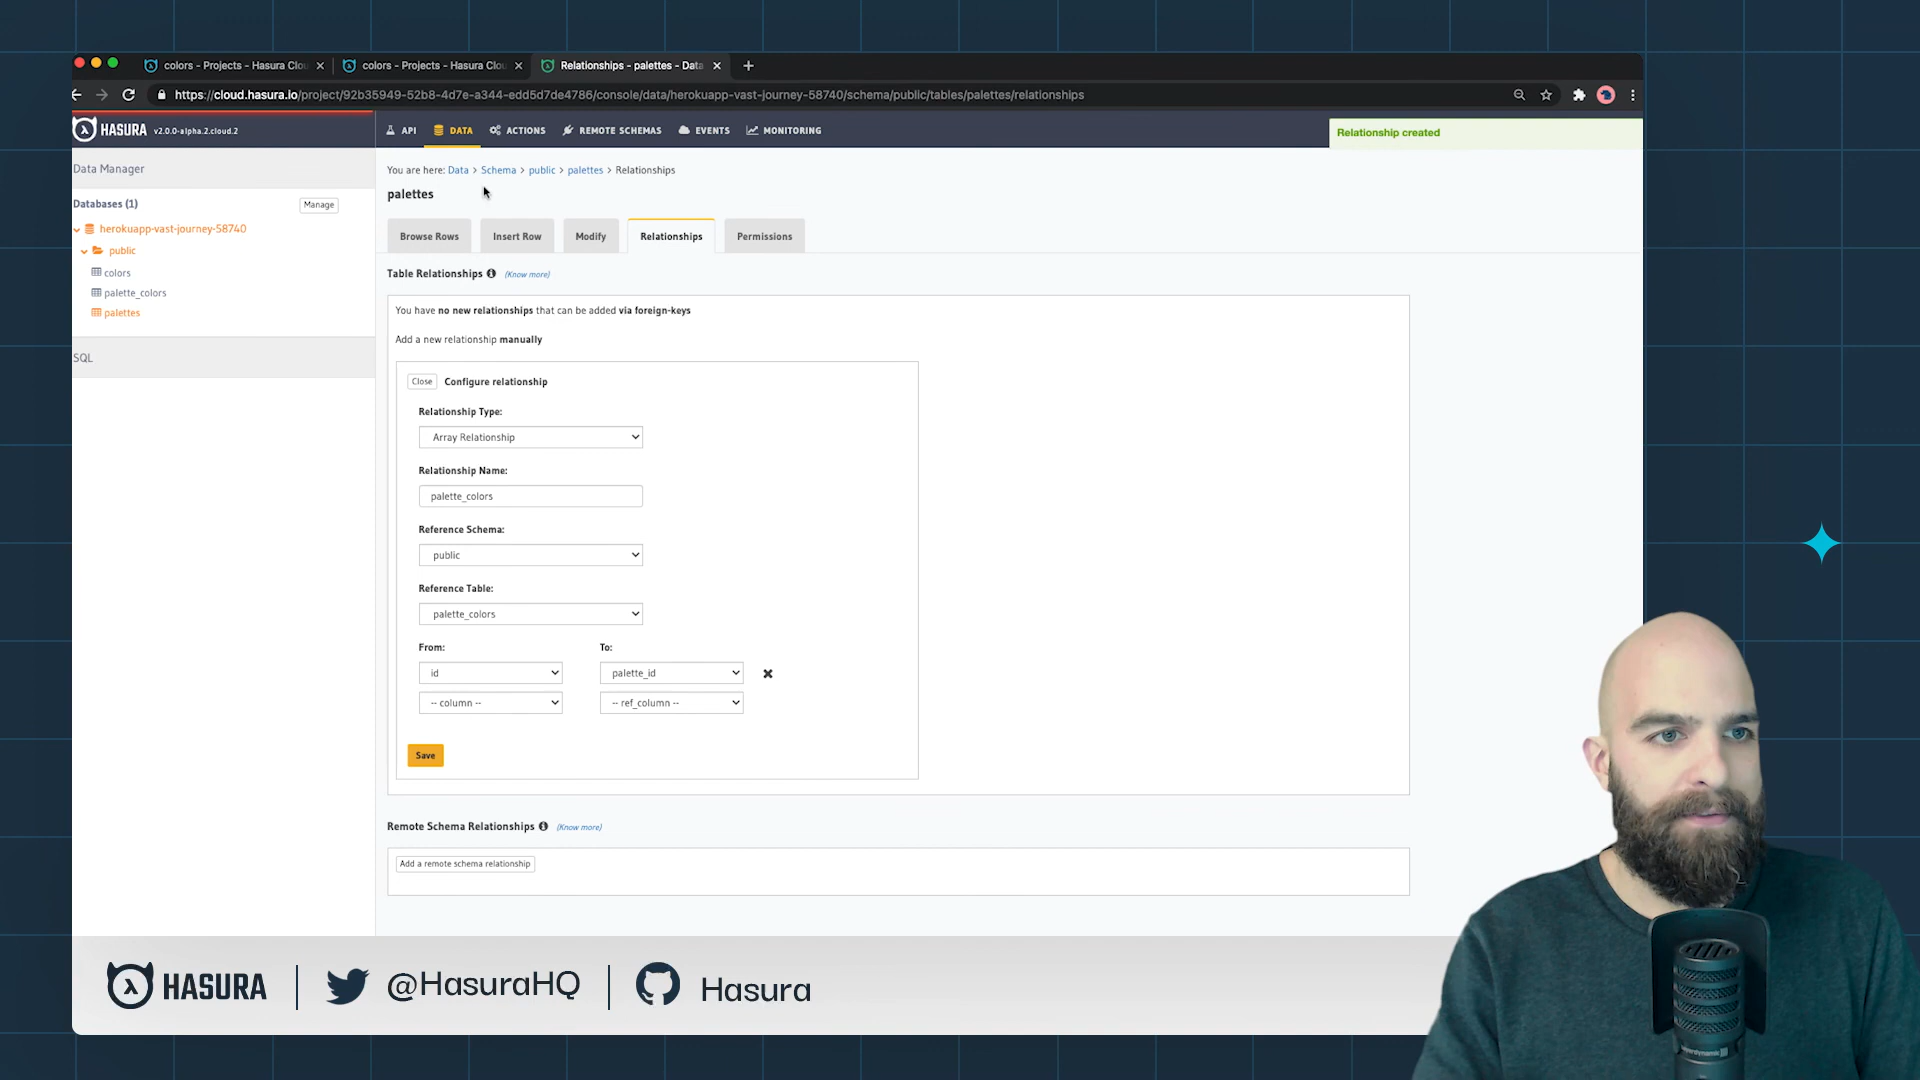 colors - Projects - Hasura Clou
colors - Projects - Hasura Clou
Relationships - palettes - Data
https://cloud.hasura.io/project/92b35949-52b8-4d7e-a344-edd5d7de4786/console/data/herokuapp-vast-journey-58740/schema/public/tables/palettes/relationships
HASURA v2.0.0-alpha.2.cloud.2
API
DATA
ACTIONS
REMOTE SCHEMAS
EVENTS
MONITORING
Relationship created
Data Manager
Databases (1)
Manage
herokuapp-vast-journey-58740
public
colors
palette_colors
palettes
SQL
You are here: Data > Schema > public > palettes > Relationships
palettes
Browse Rows
Insert Row
Modify
Relationships
Permissions
Table Relationships (Know more)
You have no new relationships that can be added via foreign-keys
Add a new relationship manually
Close Configure relationship
Relationship Type:
Array Relationship
Relationship Name:
palette_colors
Reference Schema:
public
Reference Table:
palette_colors
From: To:
id palette_id
-- column -- -- ref_column --
Save
Remote Schema Relationships (Know more)
Add a remote schema relationship
HASURA
@HasuraHQ
Hasura